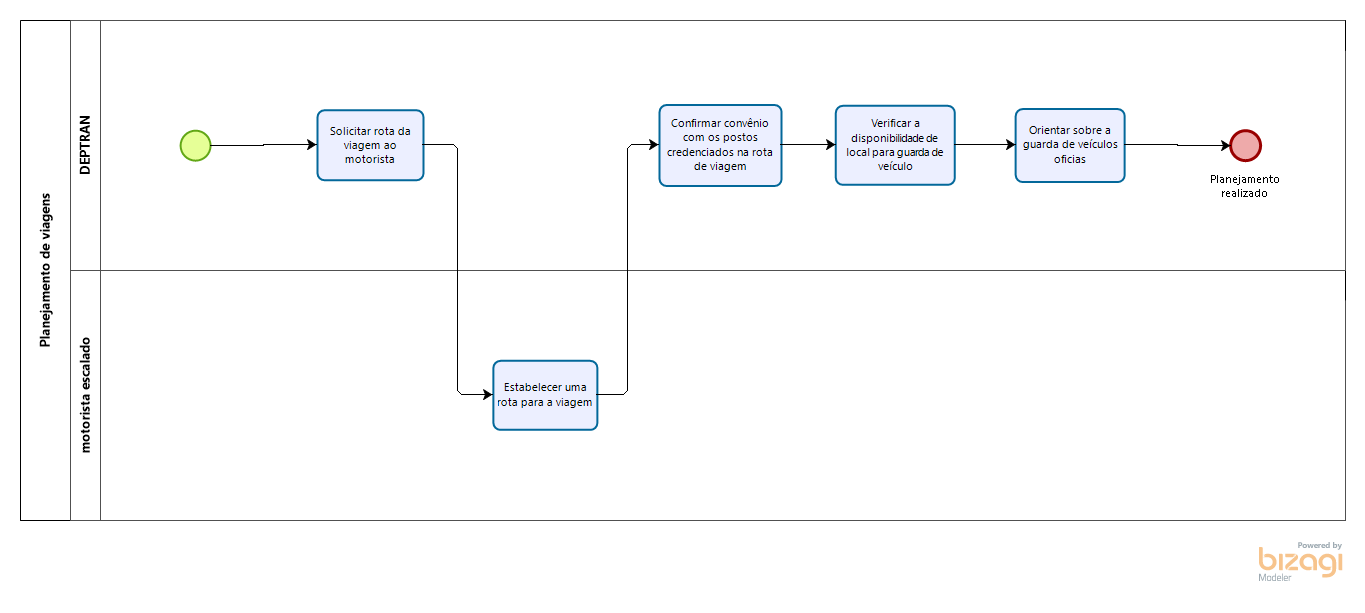 Planejamento de viagens
DEPTRAN
Solicitar rota da
viagem ao
motorista
Confirmar convênio
com os postos
credenciados na rota
de viagem
Verificar a
disponibilidade de
local para guarda de
veículo
Orientar sobre a
guarda de veículos
oficias
Planejamento
realizado
motorista escalado
Estabelecer uma
rota para a viagem
Powered by
bizagi
Modeler